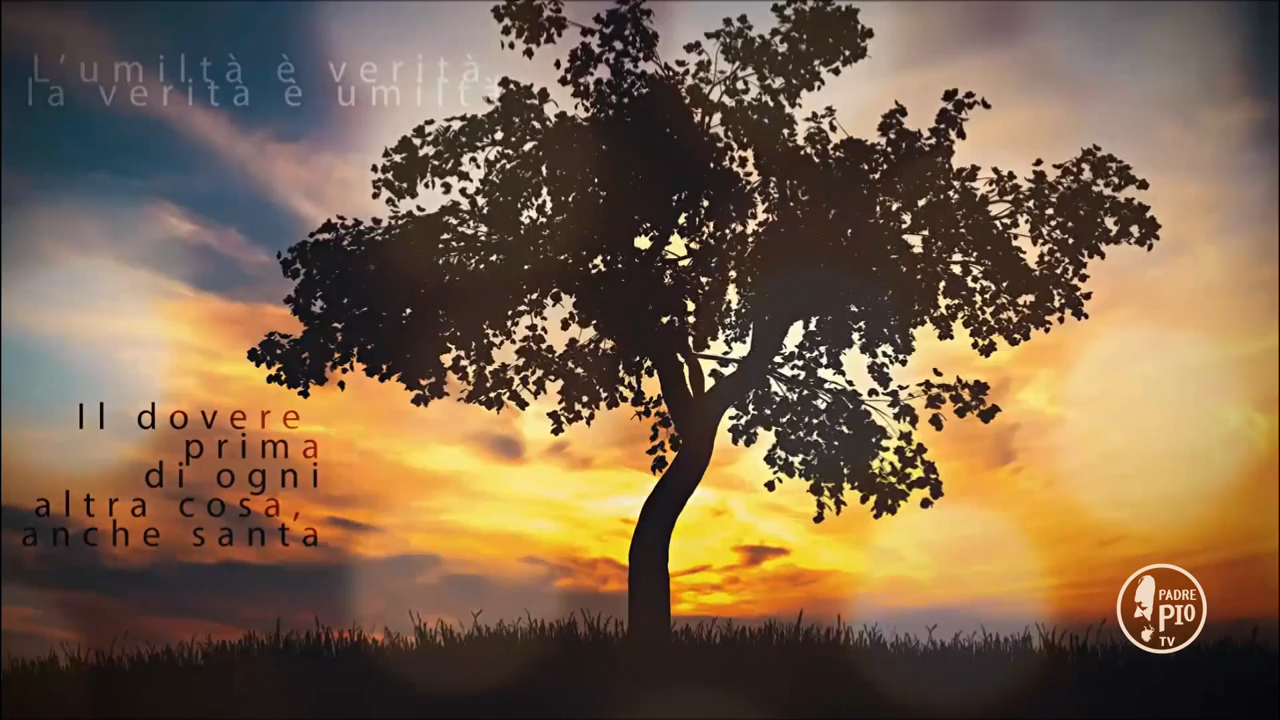 L'umiltà è verità,
la verità è umiltà
Il dovere
prima
di ogni
altra cosa,
anche santa
PADRE
PIO
TV